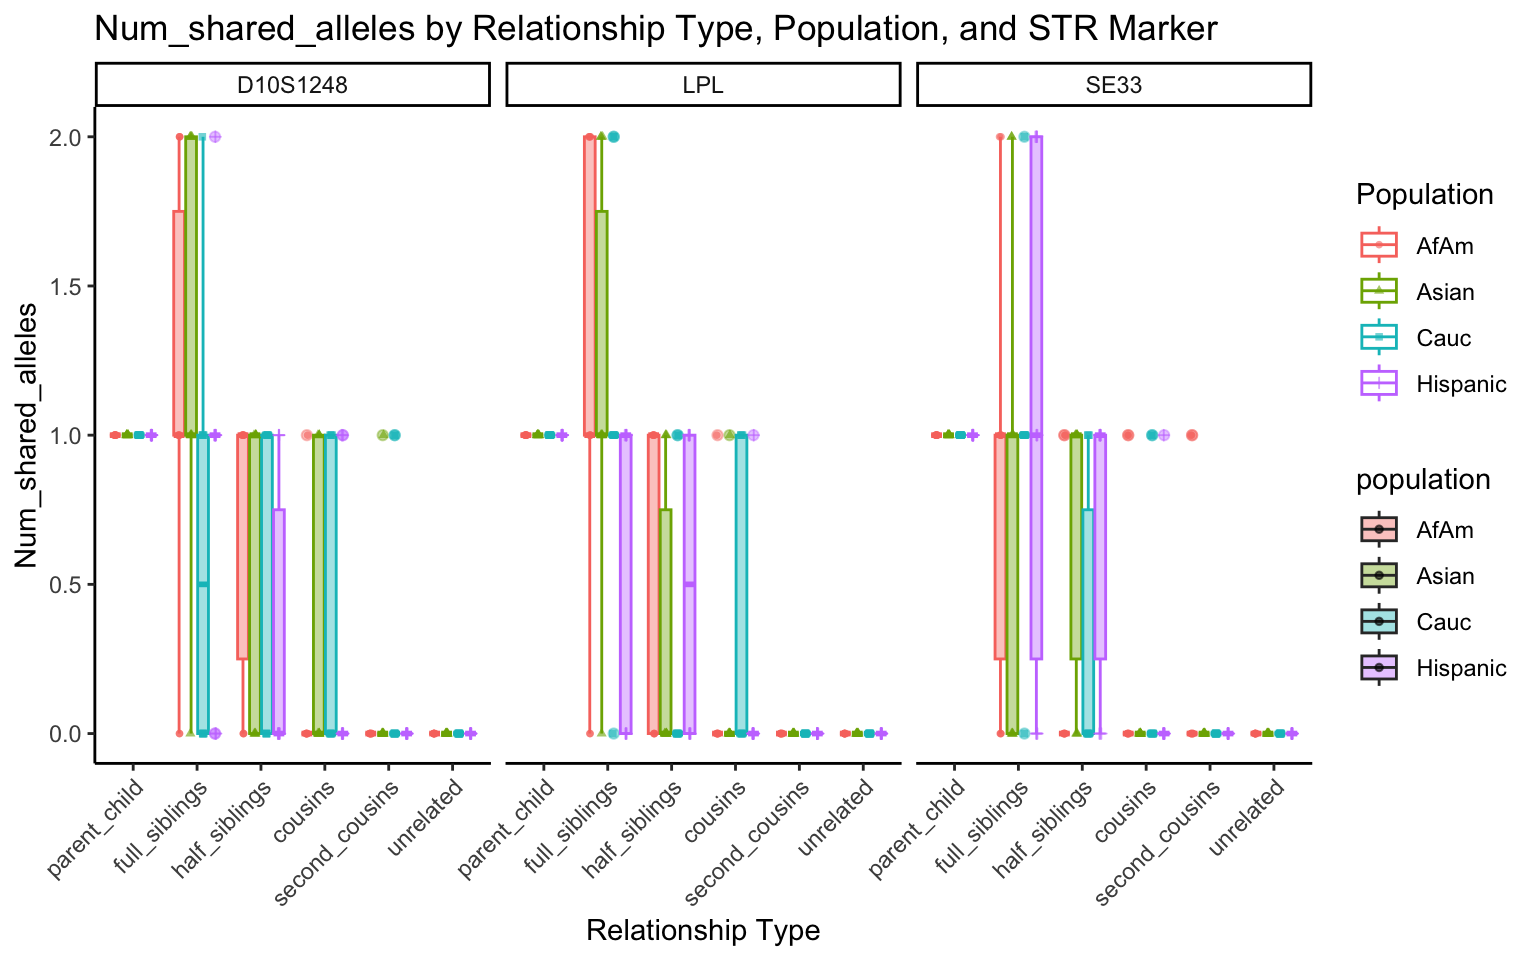 Num_shared_alleles by Relationship Type, Population, and STR Marker
D10S1248
LPL
SE33
Num_shared_alleles
2.0
1.5
1.0
0.5
0.0
parent_child
full_siblings
half_siblings
cousins
second_cousins
unrelated
parent_child
full_siblings
half_siblings
cousins
second_cousins
unrelated
parent_child
full_siblings
half_siblings
cousins
second_cousins
unrelated
Relationship Type
Population
AfAm
Asian
Cauc
Hispanic
population
AfAm
Asian
Cauc
Hispanic